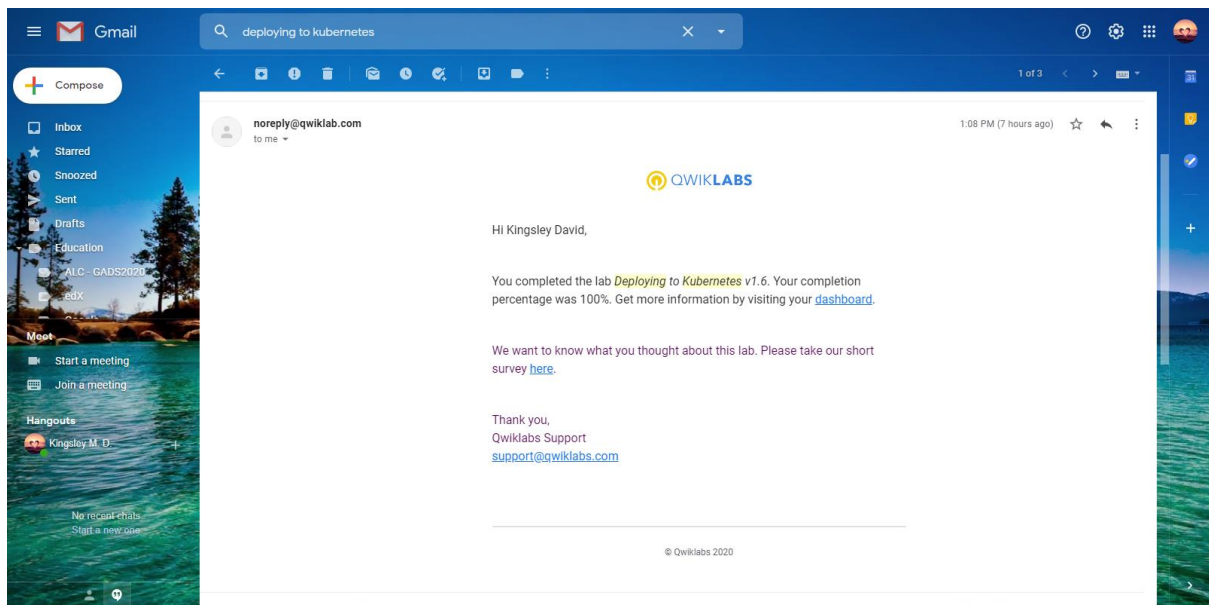 Gmail
deploying to kubernetes
Compose
1 of 3
31
Inbox
Starred
Snoozed
Sent
Drafts
Education
ALC - GADS2020
edX
Meet
Start a meeting
Join a meeting
Hangouts
Kingsley M. D
No recent chats
Start a new one
noreply@qwiklab.com
to me
1:08 PM (7 hours ago)
QWIKLABS
Hi Kingsley David,
You completed the lab Deploying to Kubernetes v1.6. Your completion
percentage was 100%. Get more information by visiting your dashboard.
We want to know what you thought about this lab. Please take our short
survey here.
Thank you,
Qwiklabs Support
support@qwiklabs.com
© Qwiklabs 2020